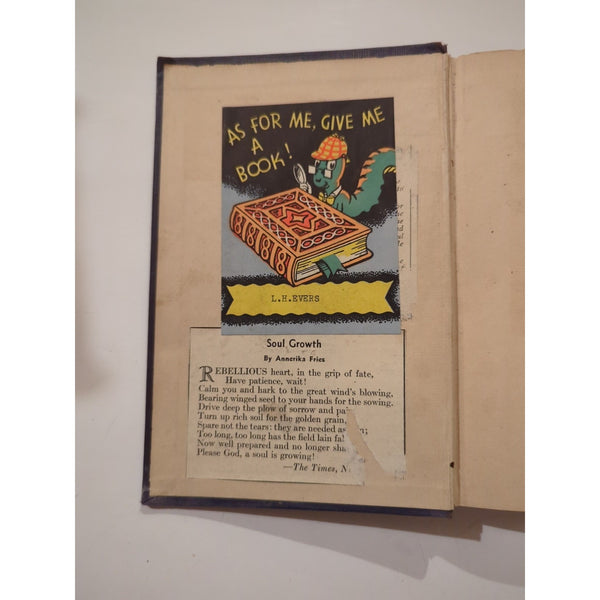 AS FOR ME, GIVE ME
A
BOOK!
L.H.EVERS
Soul Growth
By Annerika Fries
REBELLIOUS heart, in the grip of fate,
Have patience, wait!
Calm you and hark to the great wind's blowing,
Bearing winged seed to your hands for the sowing.
Drive deep the plow of sorrow and
Turn up rich soil for the golden grain,
Spare not the tears: they are needed
Too long, too long has the field lain
Now well prepared and no longer
Please God, a soul is growing!
—The Times,